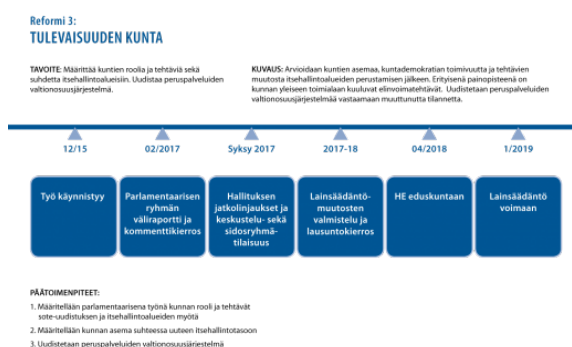 Reformi 3:
TULEVAISUUDEN KUNTA
TAVOITE: Määrittää kuntien roolia ja tehtäviä sekä
suhdetta itsehallintoalueisiin. Uudistaa peruspalveluiden
valtionosuusjärjestelmä.
KUVAUS: Arvioidaan kuntien asemaa, kuntademokratian toimivuutta ja tehtävien
muutosta itsehallintoalueiden perustamisen jälkeen. Erityisenä painopisteenä on
kunnan yleiseen toimialaan kuuluvat elinvoimatehtävät. Uudistetaan peruspalveluiden
valtionosuusjärjestelmää vastaamaan muuttunutta tilannetta.
12/15
02/2017
Syksy 2017
2017-18
04/2018
1/2019
Työ käynnistyy
Parlamentaarisen
ryhmän
väliraportti ja
kommenttikierros
Hallituksen
jatkolinjaukset ja
keskustelu- sekä
sidosryhmä-
tilaisuus
Lainsäädäntö-
muutosten
valmistelu ja
lausuntokierros
HE eduskuntaan
Lainsäädäntö
voimaan
PÄÄTOIMENPITEET:
1. Määritellään parlamentaarisena työnä kunnan rooli ja tehtävät
sote-uudistuksen ja itsehallintoalueiden myötä
2. Määritellään kunnan asema suhteessa uuteen itsehallintotasoon
3. Uudistetaan peruspalveluiden valtionosuusjärjestelmä